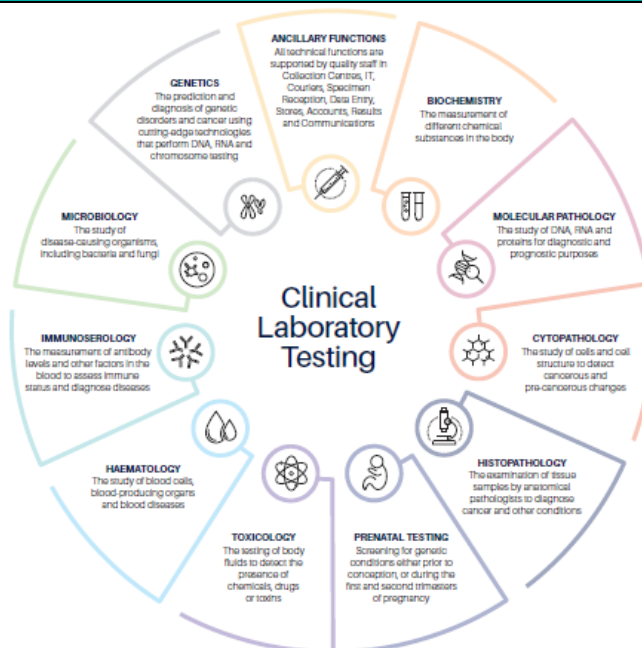 ANCILLARY FUNCTIONS
All technical functions are
supported by quality staff in
Collection Centres, IT,
Couriers, Specimen
Reception, Data Entry,
Stores, Accounts, Results
and Communications
BIOCHEMISTRY
The measurement of
different chemical
substances in the body
MOLECULAR PATHOLOGY
The study of DNA, RNA and
proteins for diagnostic and
prognostic purposes
CYTOPATHOLOGY
The study of cells and cell
structure to detect
cancerous and
pre-cancerous changes
HISTOPATHOLOGY
The examination of tissue
samples by anatomical
pathologists to diagnose
cancer and other conditions
PRENATAL TESTING
Screening for genetic
conditions either prior to
conception, or during the
first and second trimesters
of pregnancy
TOXICOLOGY
The testing of body
fluids to detect the
presence of
chemicals, drugs
or toxins
HAEMATOLOGY
The study of blood cells,
blood-producing organs
and blood diseases
IMMUNOSEROLOGY
The measurement of antibody
levels and other factors in the
blood to assess immune
status and diagnose diseases
MICROBIOLOGY
The study of
disease-causing organisms,
including bacteria and fungi
GENETICS
The prediction and
diagnosis of genetic
disorders and cancer using
cutting-edge technologies
that perform DNA, RNA and
chromosome testing
Clinical
Laboratory
Testing